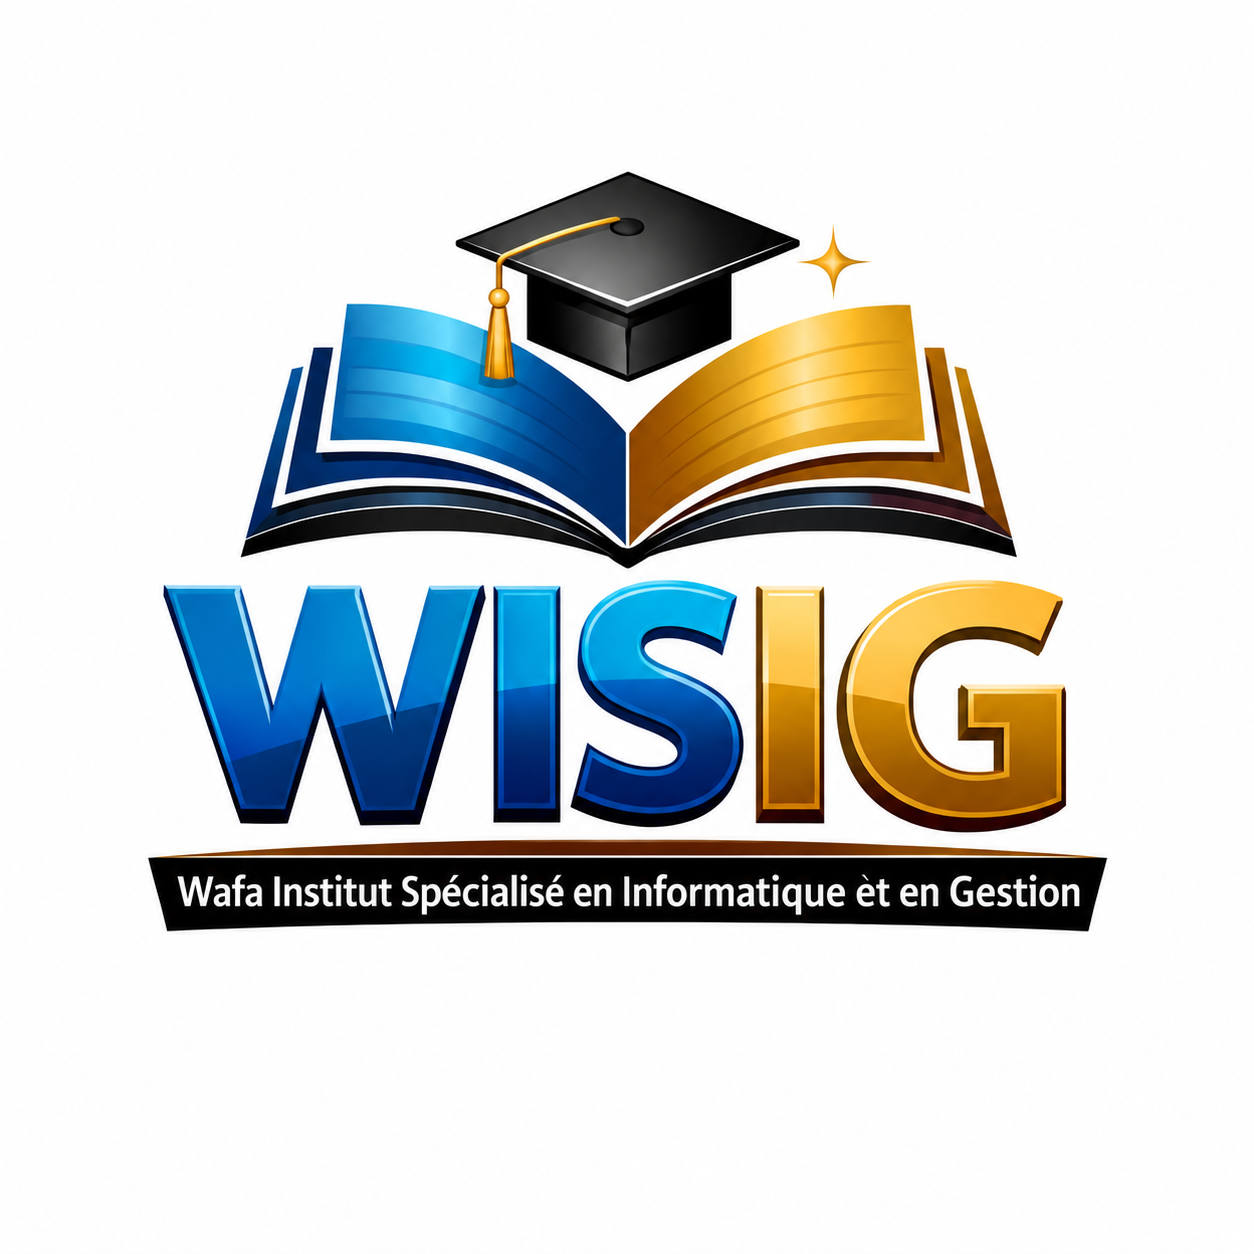 WISIG
Wafa Institut Spécialisé en Informatique èt en Gestion